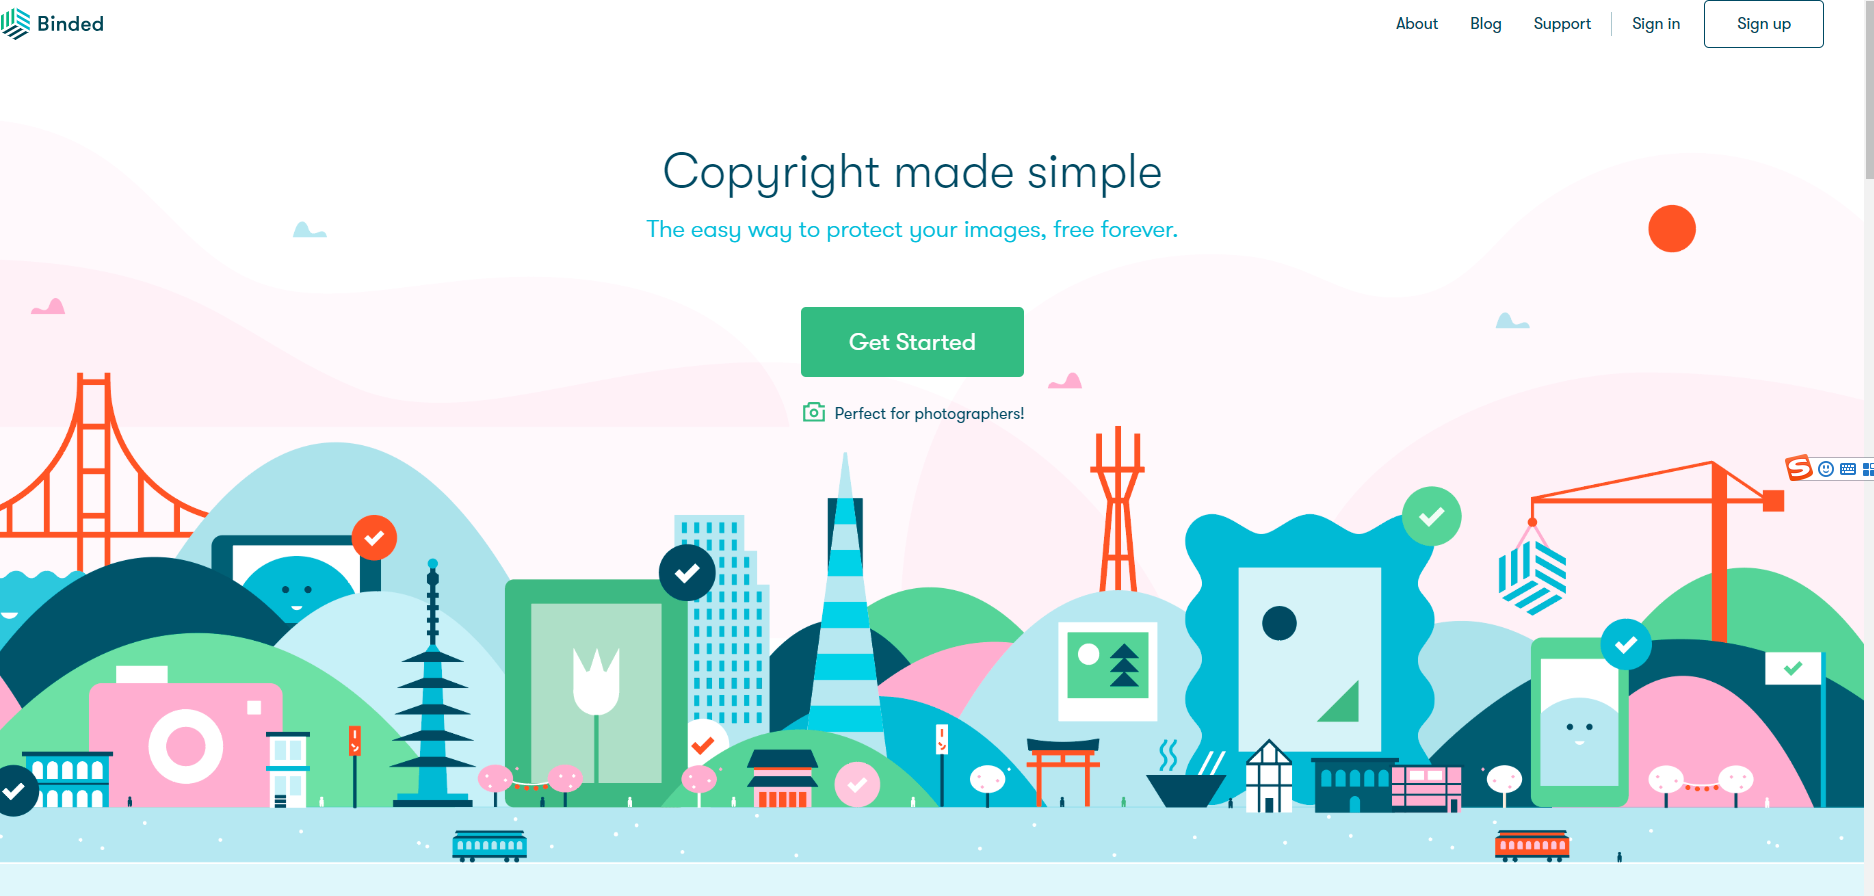 Binded
About Blog Support Sign in Sign up
Copyright made simple
The easy way to protect your images, free forever.
Get Started
Perfect for photographers!